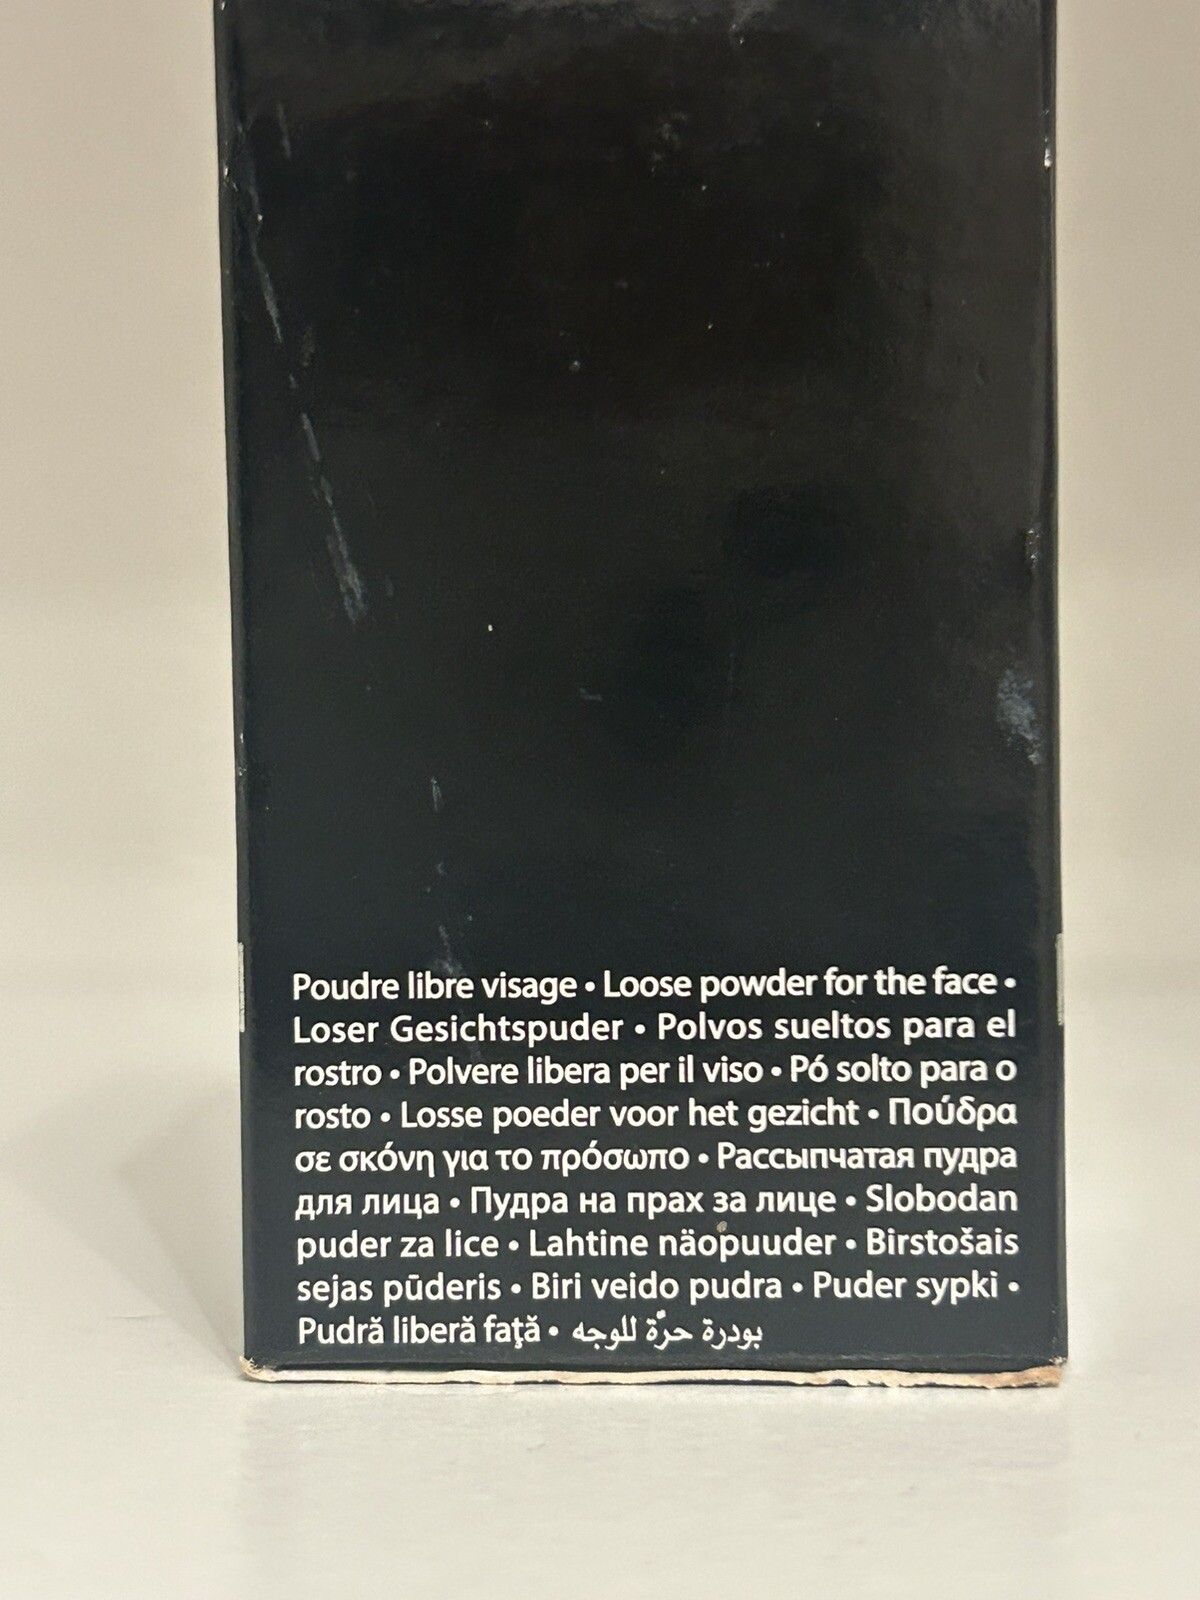 Poudre libre visage • Loose powder for the face •
Loser Gesichtspuder • Polvos sueltos para el
rostro • Polvere libera per il viso • Pó solto para o
rosto • Losse poeder voor het gezicht • Πούδρα
σε σκόνη για το πρόσωπο • Рассыпчатая пудра
для лица • Пудра на прах за лице • Slobodan
puder za lice • Lahtine näopuuder • Birstošais
sejas pūderis • Biri veido pudra • Puder sypki •
Pudră liberă faţă • بودرة حرّة للوجه